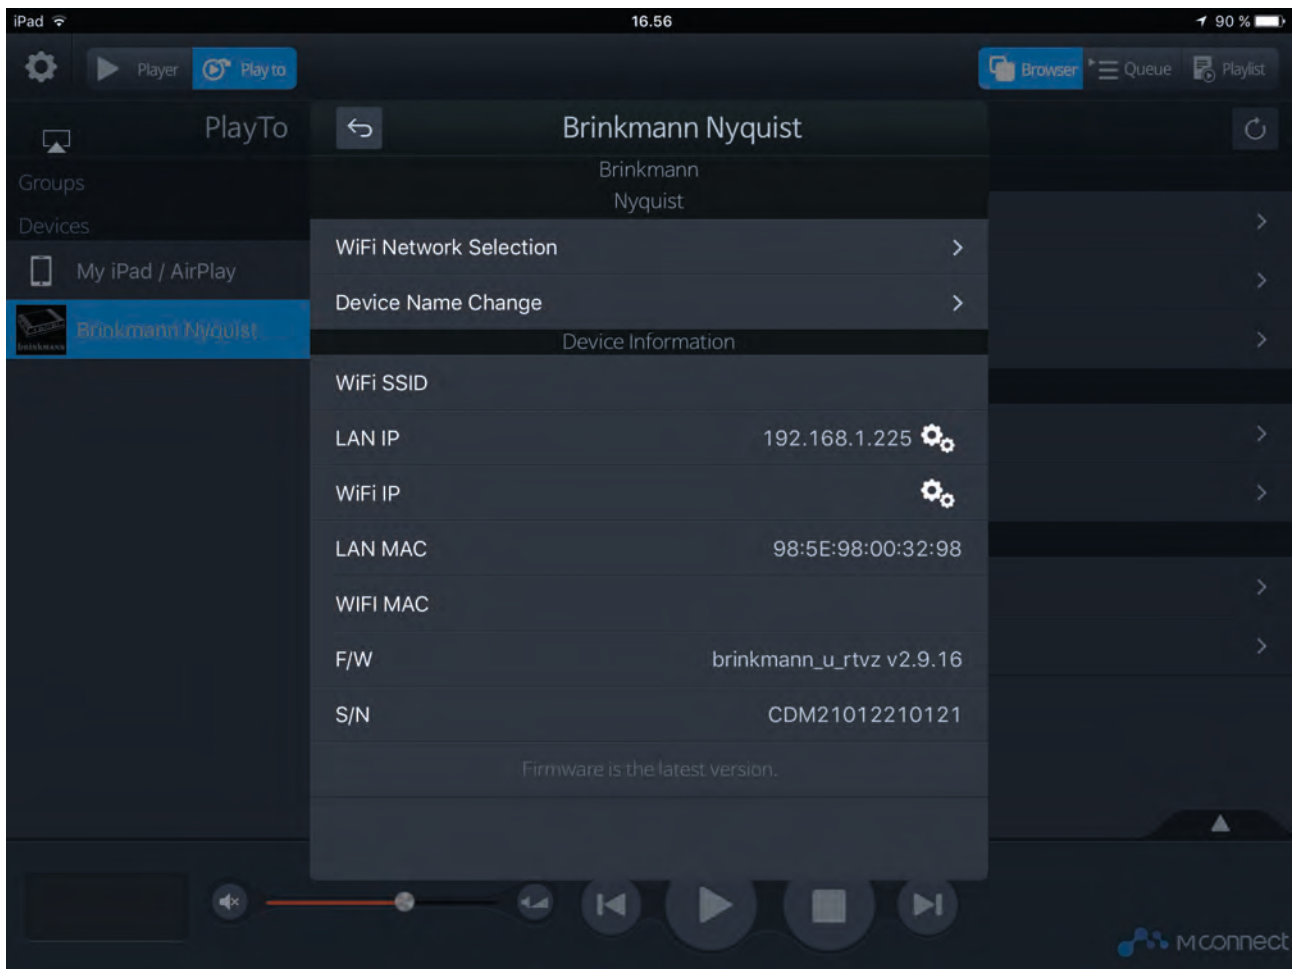 iPad 16.56 90 %
Player Play to Browser Queue Playlist
PlayTo
Groups
Devices
My iPad / AirPlay
Brinkmann Nyquist
brinkmann
Brinkmann Nyquist
Brinkmann
Nyquist
WiFi Network Selection
Device Name Change
Device Information
WiFi SSID
LAN IP 192.168.1.225
WiFi IP
LAN MAC 98:5E:98:00:32:98
WIFI MAC
F/W brinkmann_u_rtvz v2.9.16
S/N CDM21012210121
Firmware is the latest version.
Mconnect